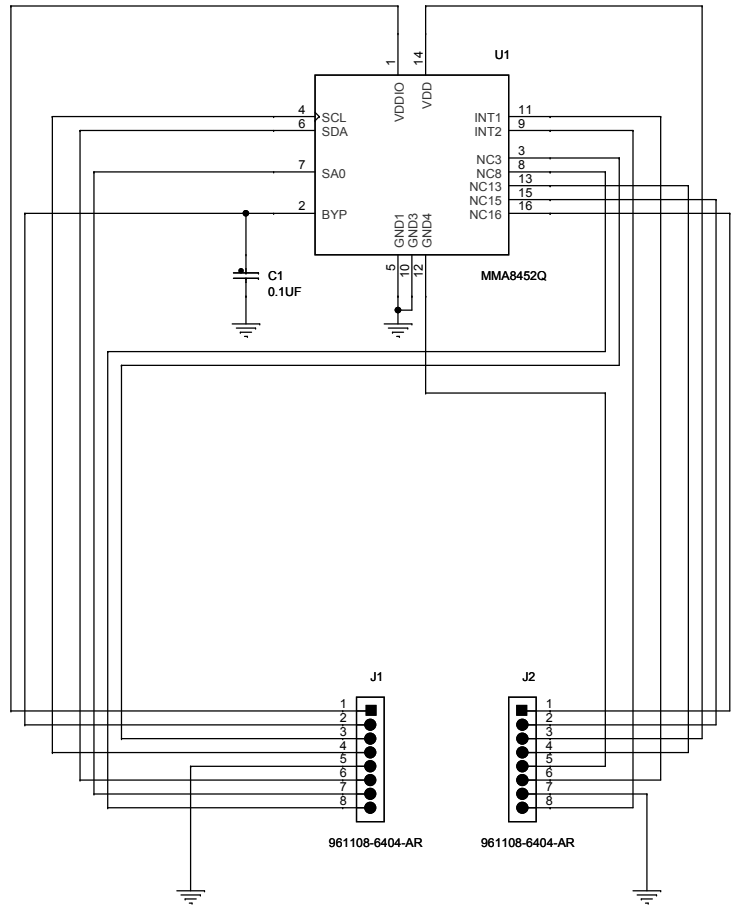 U1
1
14
VDDIO
VDD
4
SCL
6
SDA
7
SA0
2
BYP
INT1
11
INT2
9
NC3
3
NC8
8
NC13
13
NC15
15
NC16
16
GND1
GND3
GND4
5
10
12
MMA8452Q
C1
0.1UF
J1
1
2
3
4
5
6
7
8
961108-6404-AR
J2
1
2
3
4
5
6
7
8
961108-6404-AR